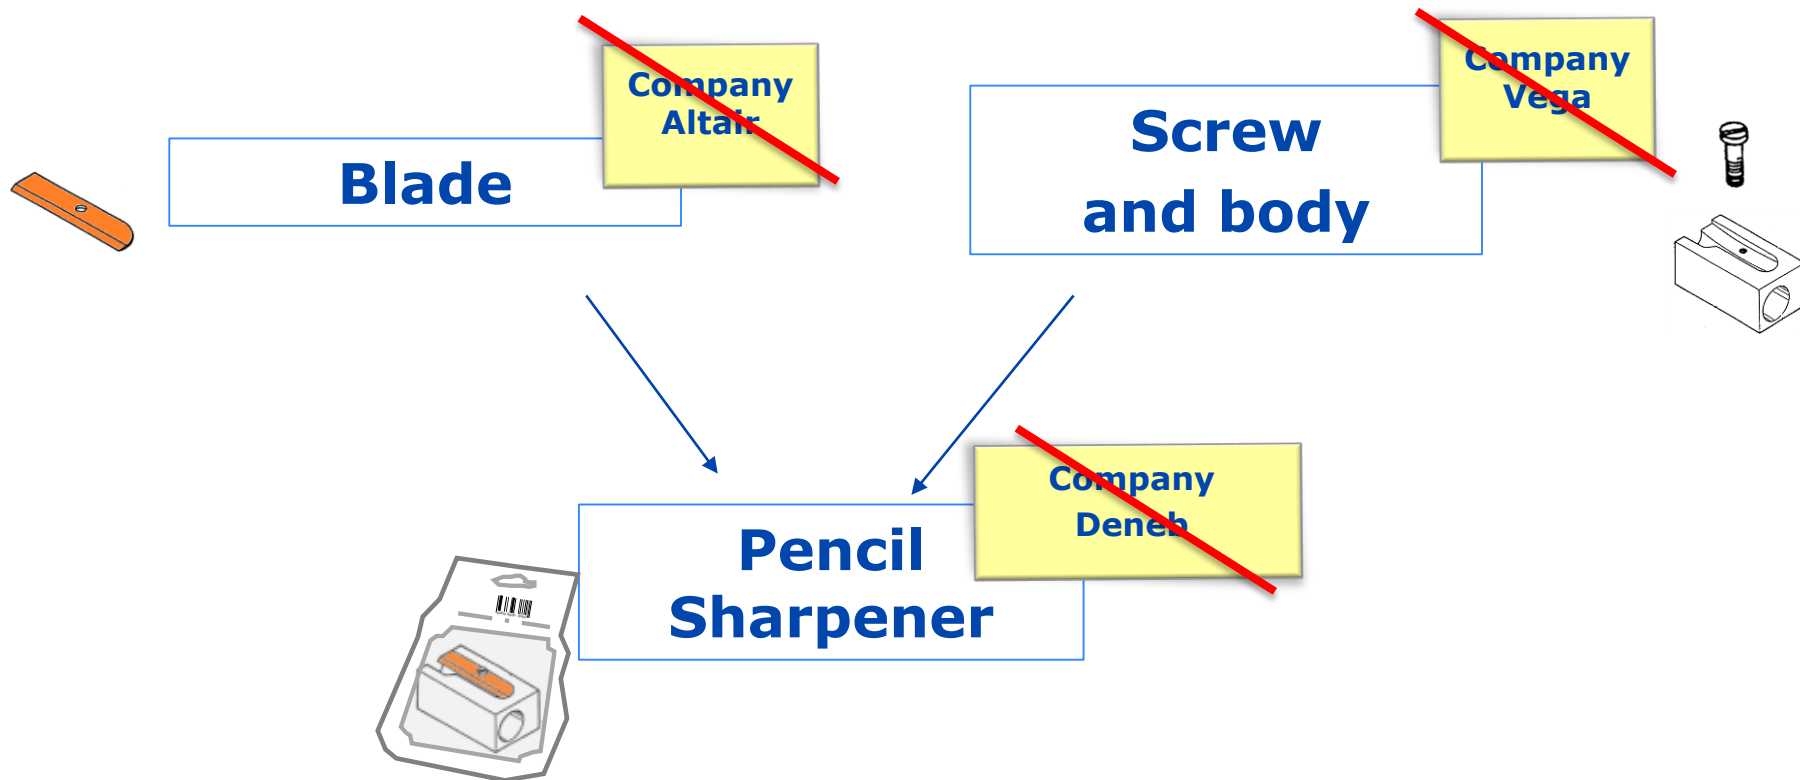 Company
Altair
Blade
Company
Vega
Screw
and body
Company
Deneb
Pencil
Sharpener